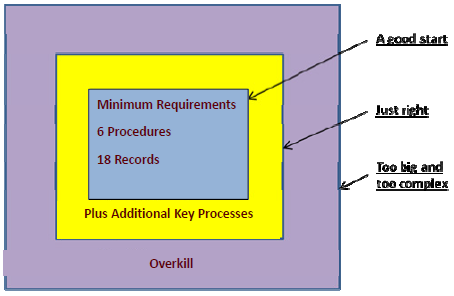 A good start
Minimum Requirements
6 Procedures
Just right
18 Records
Too big and
too complex
Plus Additional Key Processes
Overkill